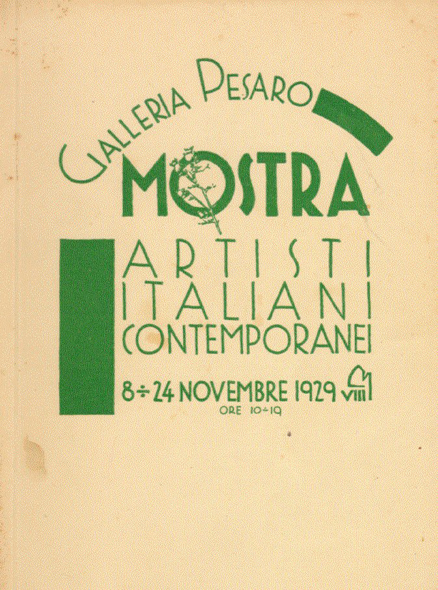 GALLERIA PESARO
MOSTRA
ARTISTI
ITALIANI
CONTEMPORANEI
8÷24 NOVEMBRE 1929 VIII
ORE 10÷19